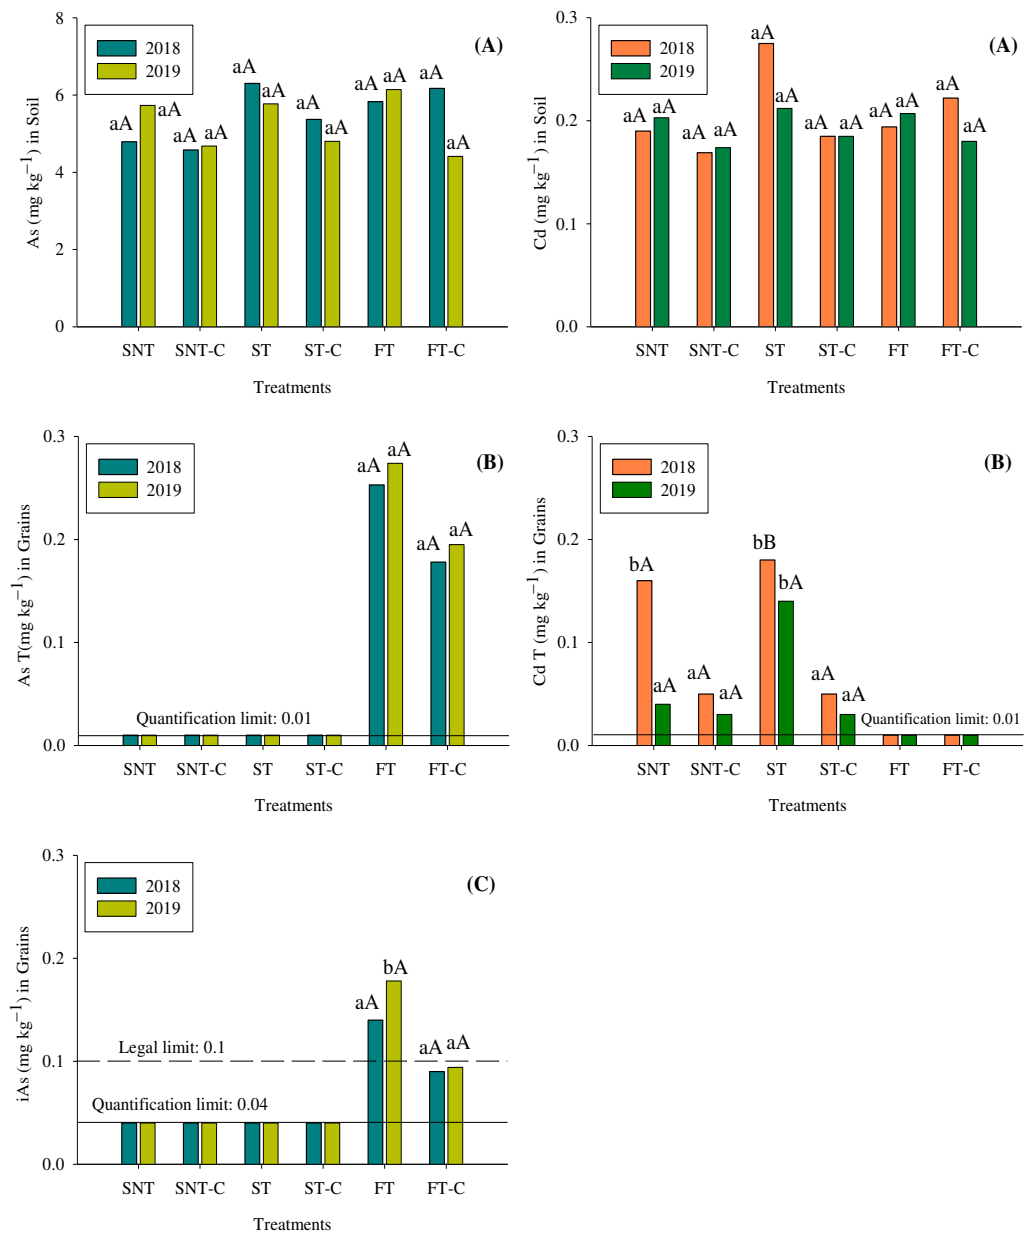 8
6
4
2
0
As (mg kg−1) in Soil
2018
2019
(A)
aA
aA
aA
aA
aA
aA
aA
aA
aA
aA
aA
aA
SNT
SNT-C
ST
ST-C
FT
FT-C
Treatments
0.3
0.2
0.1
0.0
Cd (mg kg−1) in Soil
2018
2019
(A)
aA
aA
aA
aA
aA
aA
aA
aA
aA
aA
aA
aA
SNT
SNT-C
ST
ST-C
FT
FT-C
Treatments
0.3
0.2
0.1
0.0
As T(mg kg−1) in Grains
2018
2019
(B)
aA
aA
aA
aA
Quantification limit: 0.01
SNT
SNT-C
ST
ST-C
FT
FT-C
Treatments
0.3
0.2
0.1
0.0
Cd T (mg kg−1) in Grains
2018
2019
(B)
bA
aA
aA
aA
bB
bA
aA
aA
Quantification limit: 0.01
SNT
SNT-C
ST
ST-C
FT
FT-C
Treatments
0.3
0.2
0.1
0.0
iAs (mg kg−1) in Grains
2018
2019
(C)
aA
bA
aA
aA
Legal limit: 0.1
Quantification limit: 0.04
SNT
SNT-C
ST
ST-C
FT
FT-C
Treatments